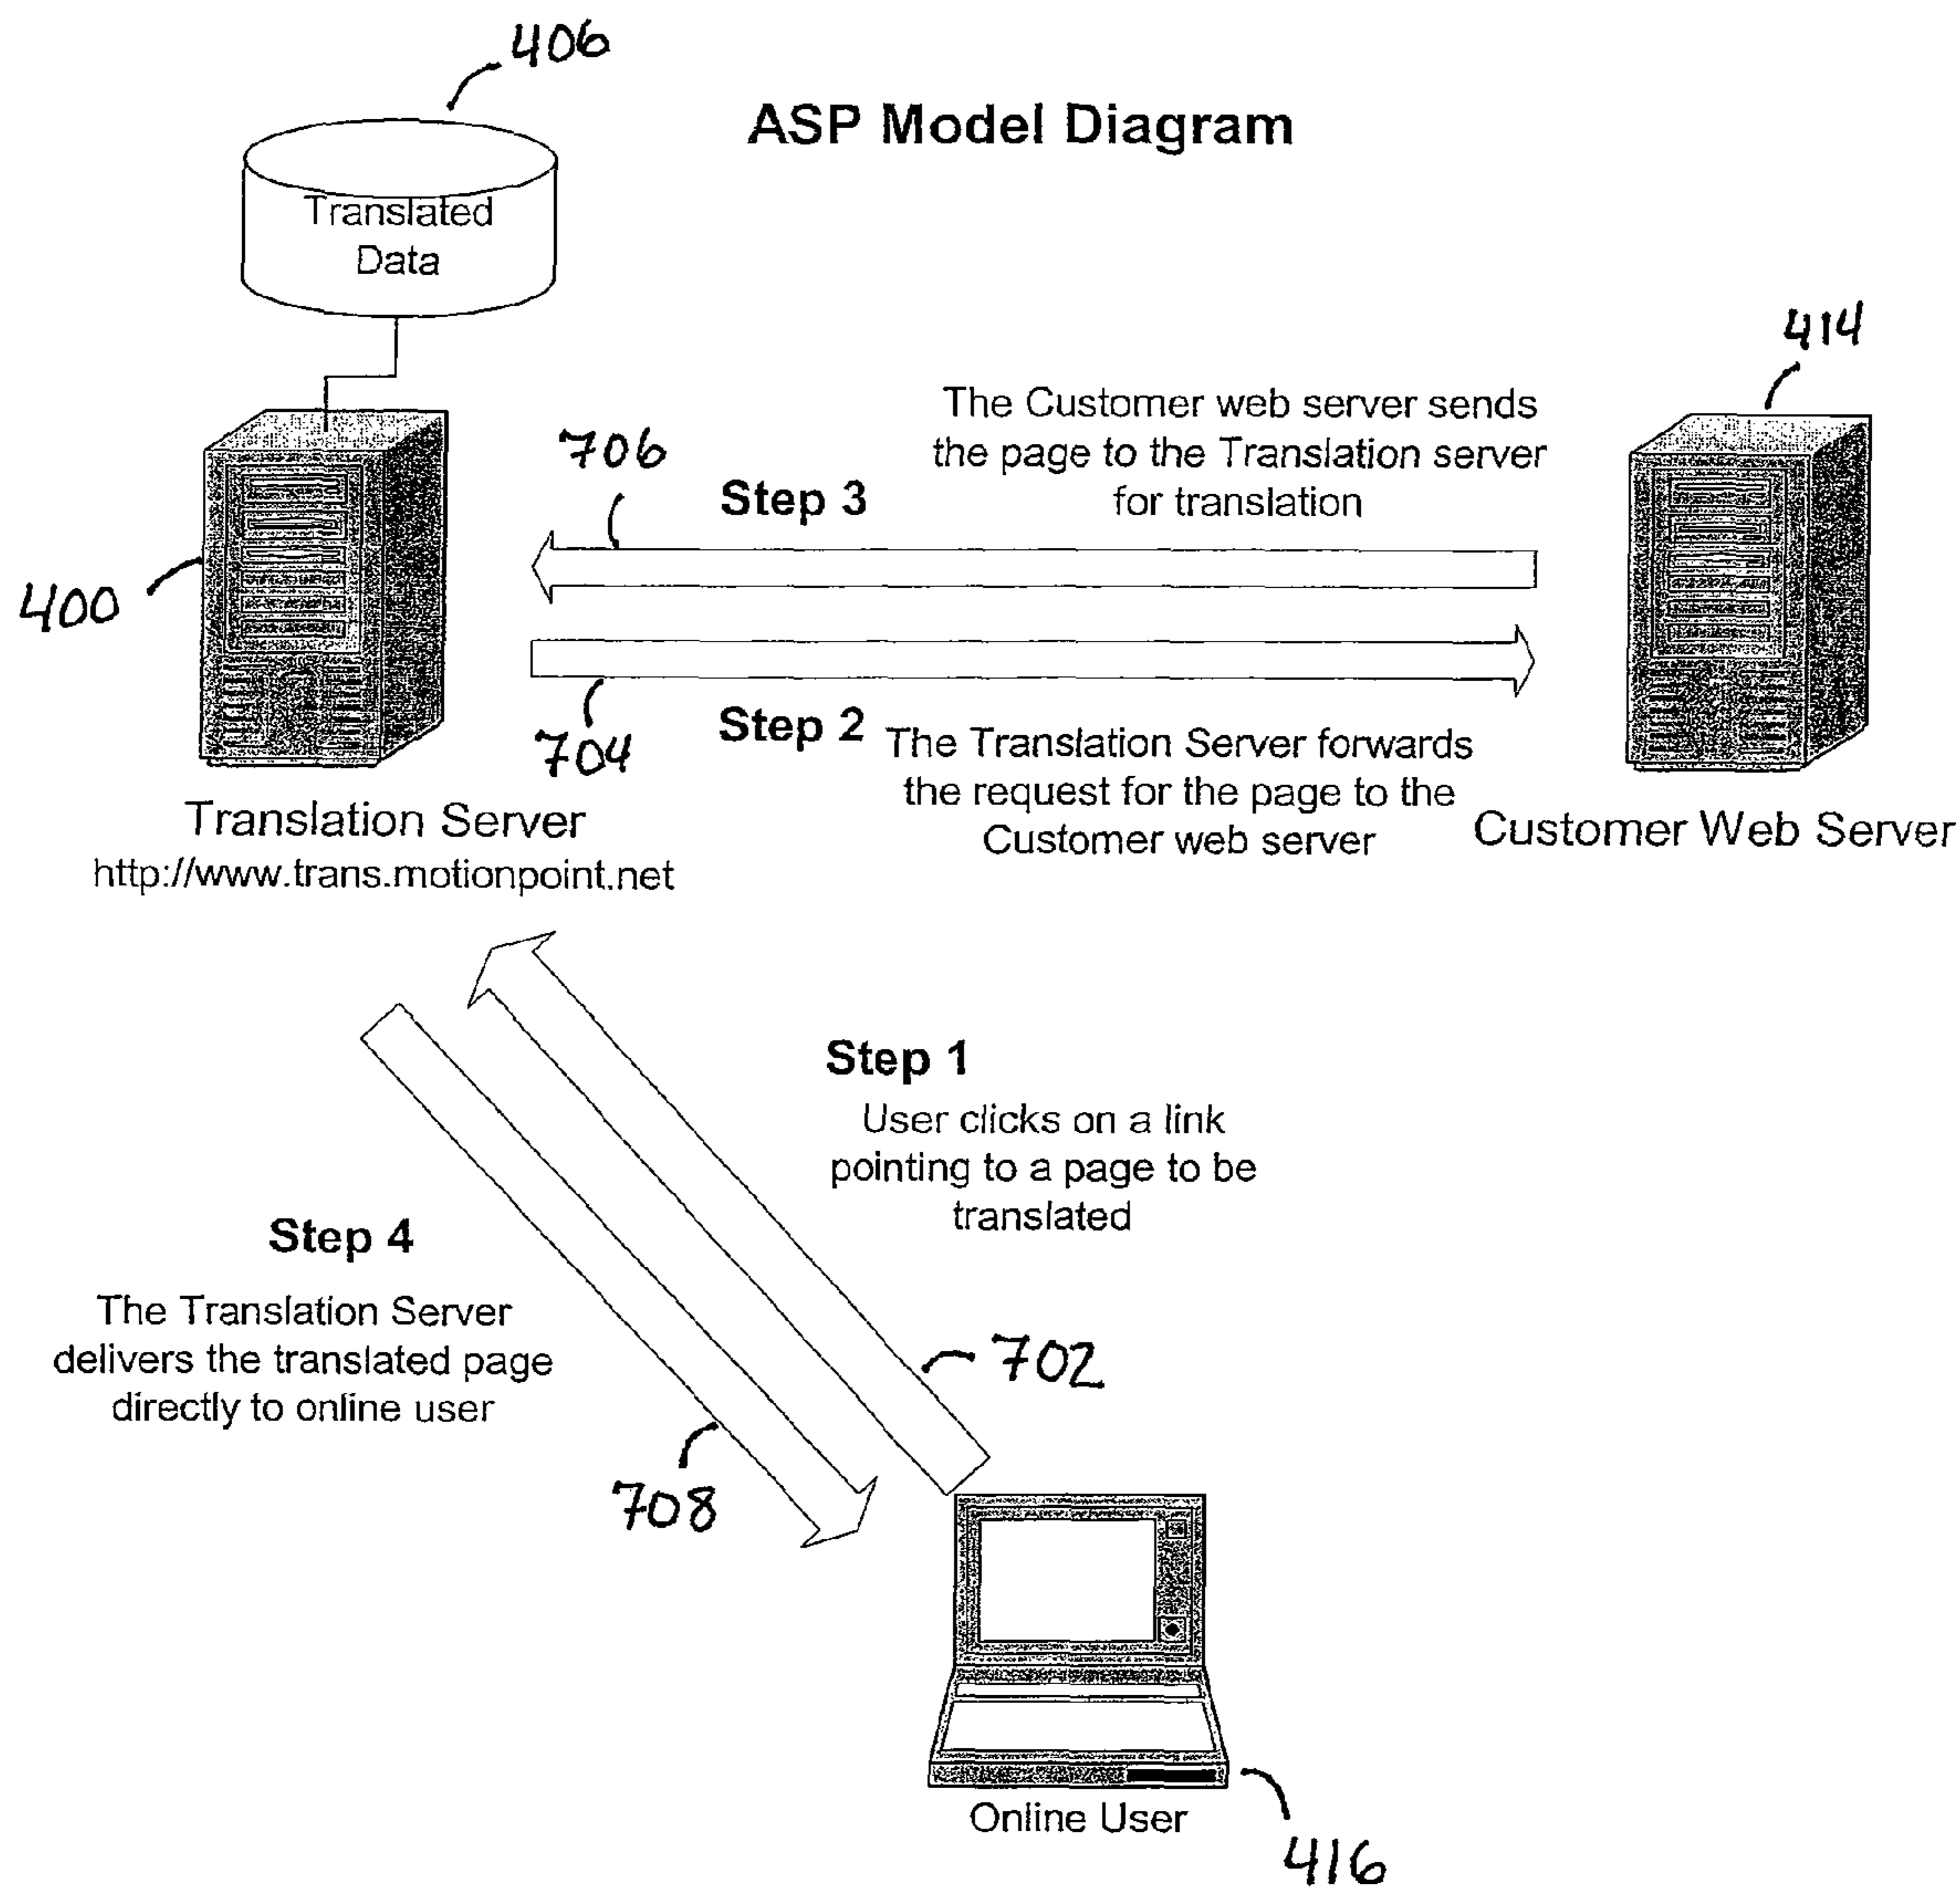 406
ASP Model Diagram
Translated
Data
414
The Customer web server sends
the page to the Translation server
for translation
706
Step 3
400
704
Step 2
The Translation Server forwards
the request for the page to the
Customer web server
Translation Server
http://www.trans.motionpoint.net
Customer Web Server
Step 1
User clicks on a link
pointing to a page to be
translated
Step 4
The Translation Server
delivers the translated page
directly to online user
702
708
Online User
416